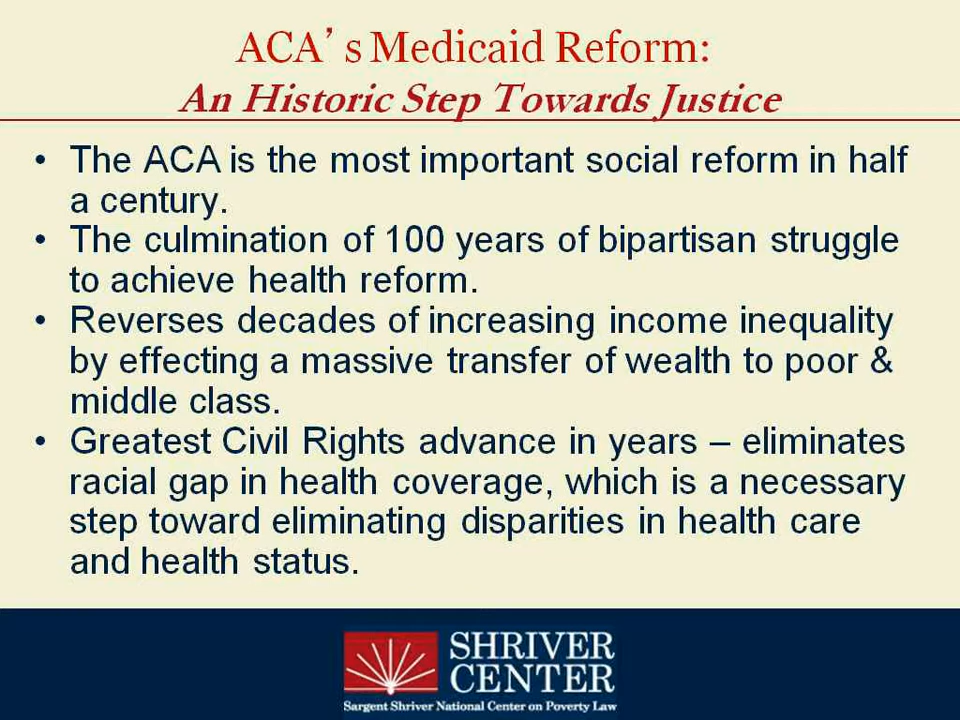 ACA’s Medicaid Reform:
An Historic Step Towards Justice
• The ACA is the most important social reform in half
a century.
• The culmination of 100 years of bipartisan struggle
to achieve health reform.
• Reverses decades of increasing income inequality
by effecting a massive transfer of wealth to poor &
middle class.
• Greatest Civil Rights advance in years – eliminates
racial gap in health coverage, which is a necessary
step toward eliminating disparities in health care
and health status.
SHRIVER
CENTER
Sargent Shriver National Center on Poverty Law